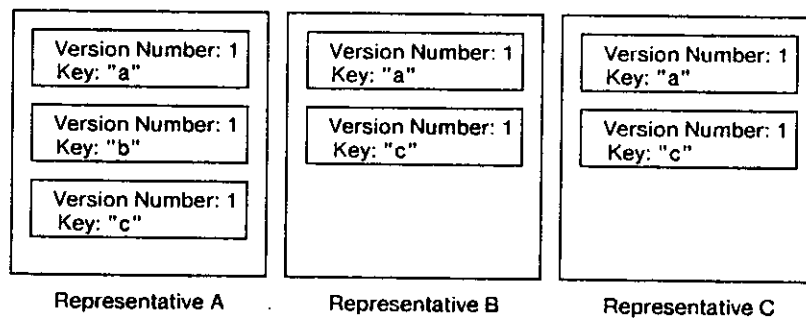 Version Number: 1
Key: "a"
Version Number: 1
Key: "b"
Version Number: 1
Key: "c"
Representative A
Version Number: 1
Key: "a"
Version Number: 1
Key: "c"
Representative B
Version Number: 1
Key: "a"
Version Number: 1
Key: "c"
Representative C